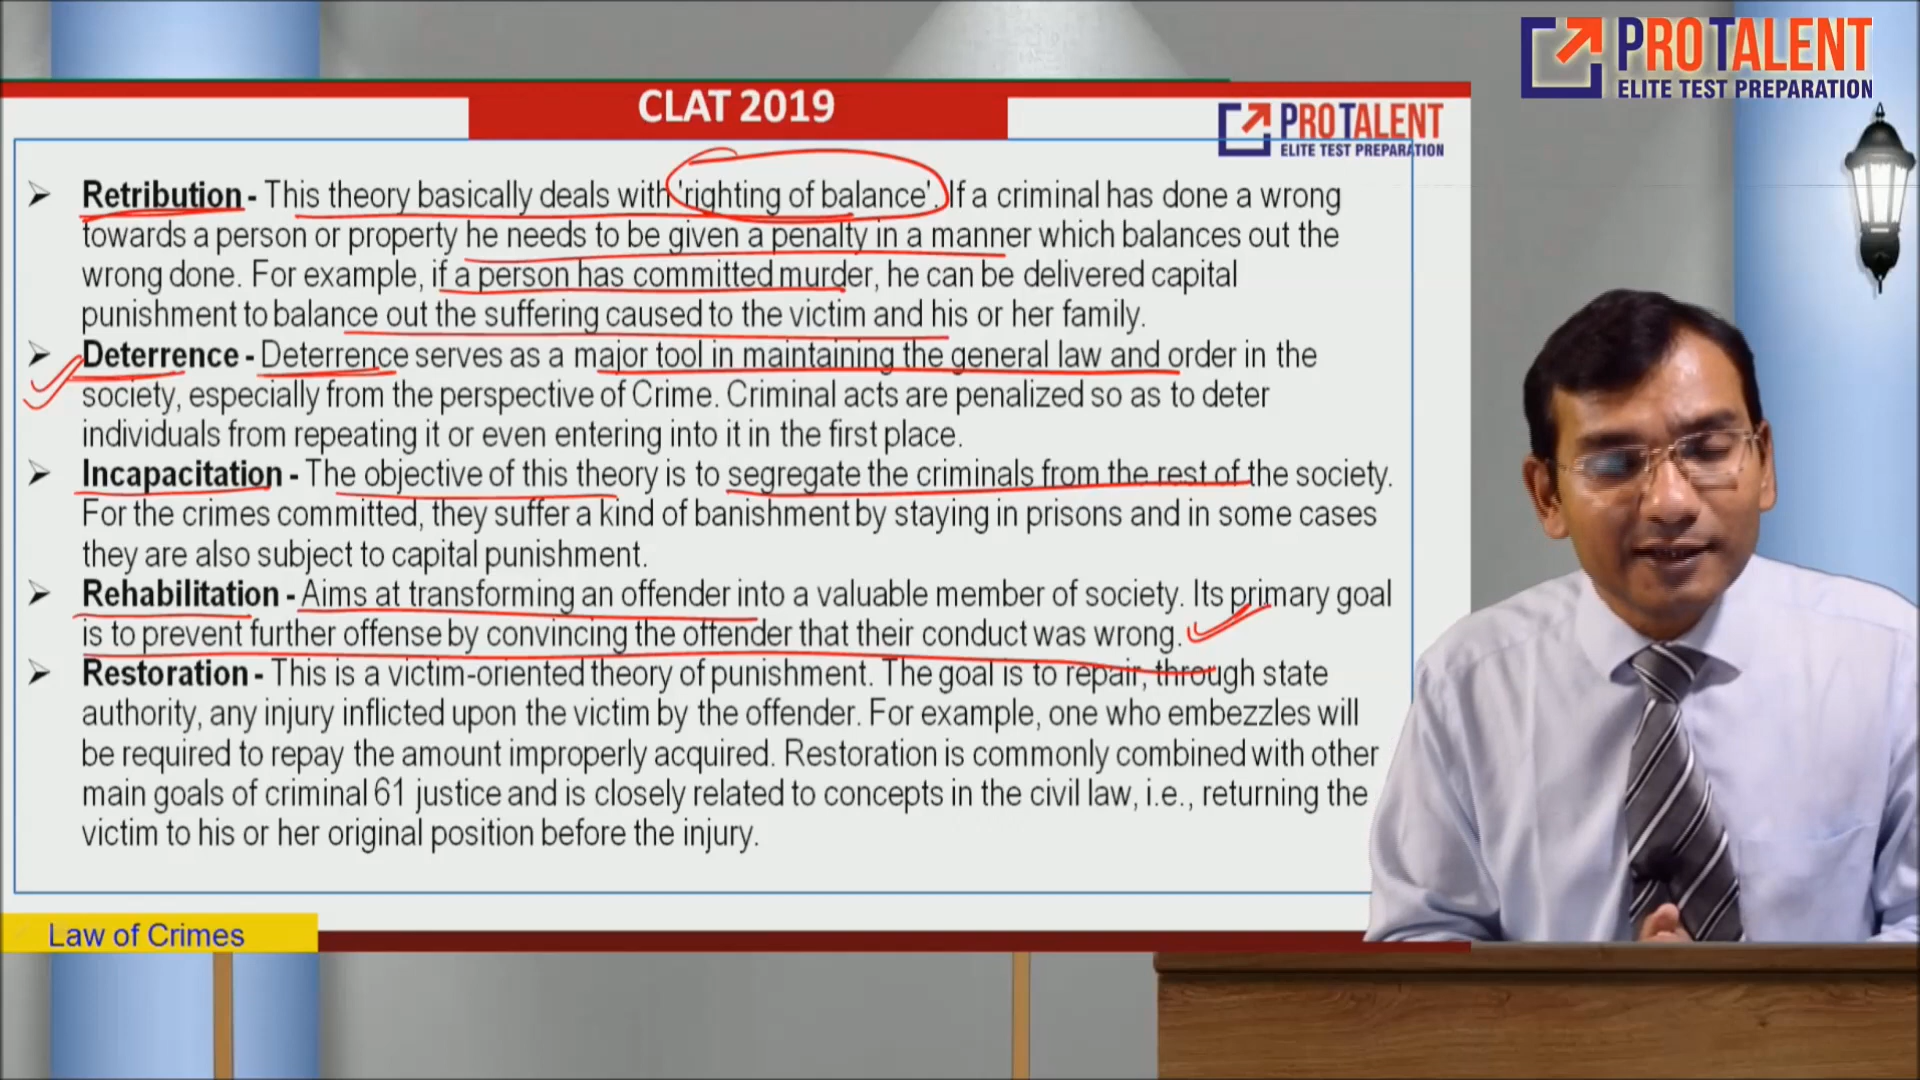 PRO TALENT
ELITE TEST PREPARATION
CLAT 2019
PRO TALENT
ELITE TEST PREPARATION
➢ Retribution - This theory basically deals with 'righting of balance'. If a criminal has done a wrong
towards a person or property he needs to be given a penalty in a manner which balances out the
wrong done. For example, if a person has committed murder, he can be delivered capital
punishment to balance out the suffering caused to the victim and his or her family.
➢ Deterrence - Deterrence serves as a major tool in maintaining the general law and order in the
society, especially from the perspective of Crime. Criminal acts are penalized so as to deter
individuals from repeating it or even entering into it in the first place.
➢ Incapacitation - The objective of this theory is to segregate the criminals from the rest of the society.
For the crimes committed, they suffer a kind of banishment by staying in prisons and in some cases
they are also subject to capital punishment.
➢ Rehabilitation - Aims at transforming an offender into a valuable member of society. Its primary goal
is to prevent further offense by convincing the offender that their conduct was wrong.
➢ Restoration - This is a victim-oriented theory of punishment. The goal is to repair, through state
authority, any injury inflicted upon the victim by the offender. For example, one who embezzles will
be required to repay the amount improperly acquired. Restoration is commonly combined with other
main goals of criminal 61 justice and is closely related to concepts in the civil law, i.e., returning the
victim to his or her original position before the injury.
Law of Crimes